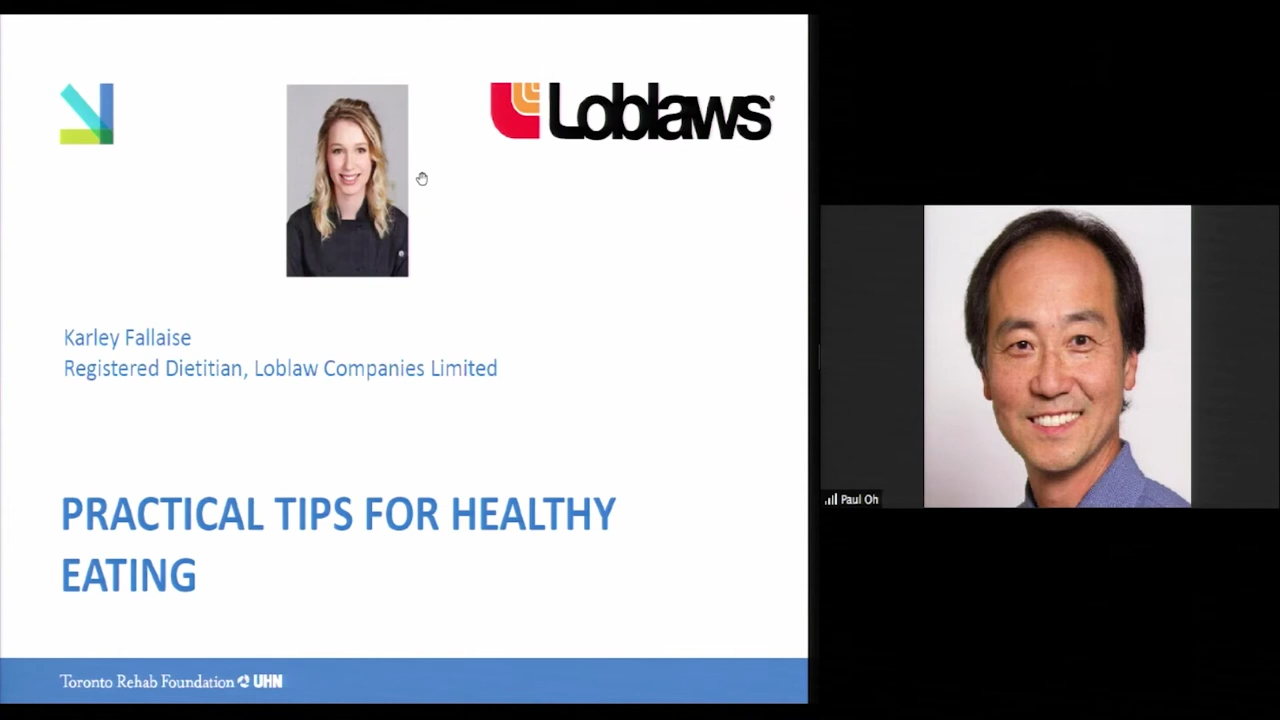 Loblaws®
Karley Fallaise
Registered Dietitian, Loblaw Companies Limited
PRACTICAL TIPS FOR HEALTHY
EATING
Toronto Rehab Foundation UHN
Paul Oh